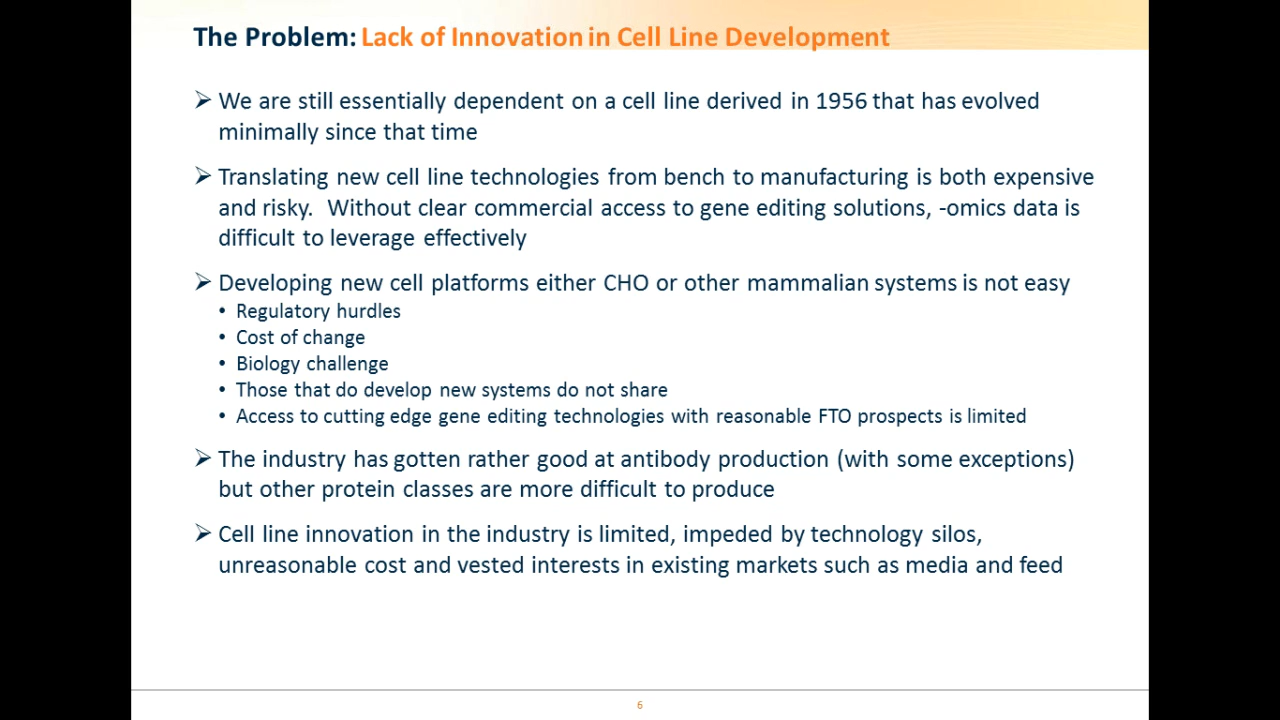 The Problem: Lack of Innovation in Cell Line Development
➢ We are still essentially dependent on a cell line derived in 1956 that has evolved
minimally since that time
➢ Translating new cell line technologies from bench to manufacturing is both expensive
and risky.  Without clear commercial access to gene editing solutions, -omics data is
difficult to leverage effectively
➢ Developing new cell platforms either CHO or other mammalian systems is not easy
• Regulatory hurdles
• Cost of change
• Biology challenge
• Those that do develop new systems do not share
• Access to cutting edge gene editing technologies with reasonable FTO prospects is limited
➢ The industry has gotten rather good at antibody production (with some exceptions)
but other protein classes are more difficult to produce
➢ Cell line innovation in the industry is limited, impeded by technology silos,
unreasonable cost and vested interests in existing markets such as media and feed
6